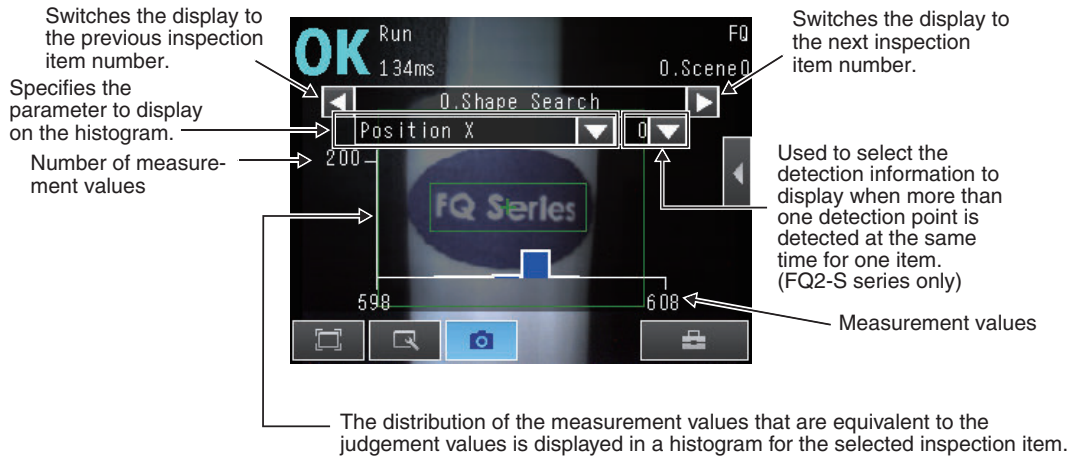 Switches the display to
the previous inspection
item number.
Specifies the
parameter to display
on the histogram.
Number of measure-
ment values
OK
Run
134ms
FQ
0.Scene0
0.Shape Search
Position X
0
200
FQ Series
598
608
Switches the display to
the next inspection
item number.
Used to select the
detection information to
display when more than
one detection point is
detected at the same
time for one item.
(FQ2-S series only)
Measurement values
The distribution of the measurement values that are equivalent to the
judgement values is displayed in a histogram for the selected inspection item.